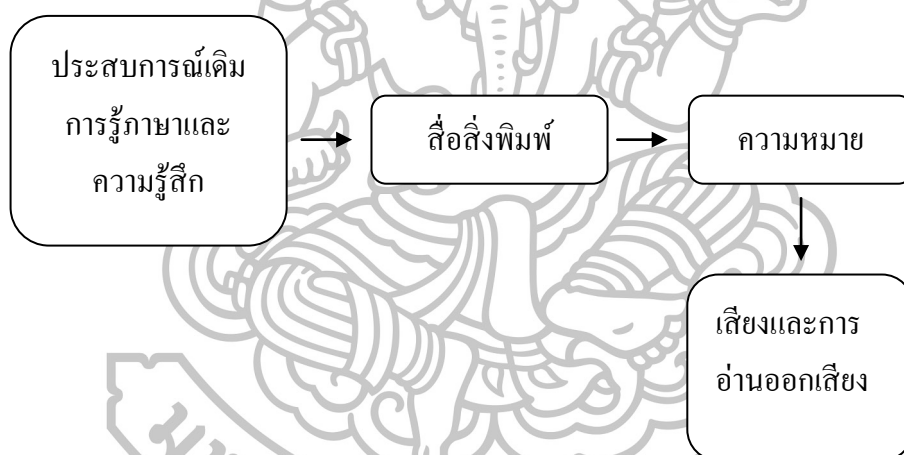 ประสบการณ์เดิม
การรู้ภาษาและ
ความรู้สึก
สื่อสิ่งพิมพ์
ความหมาย
เสียงและการ
อ่านออกเสียง